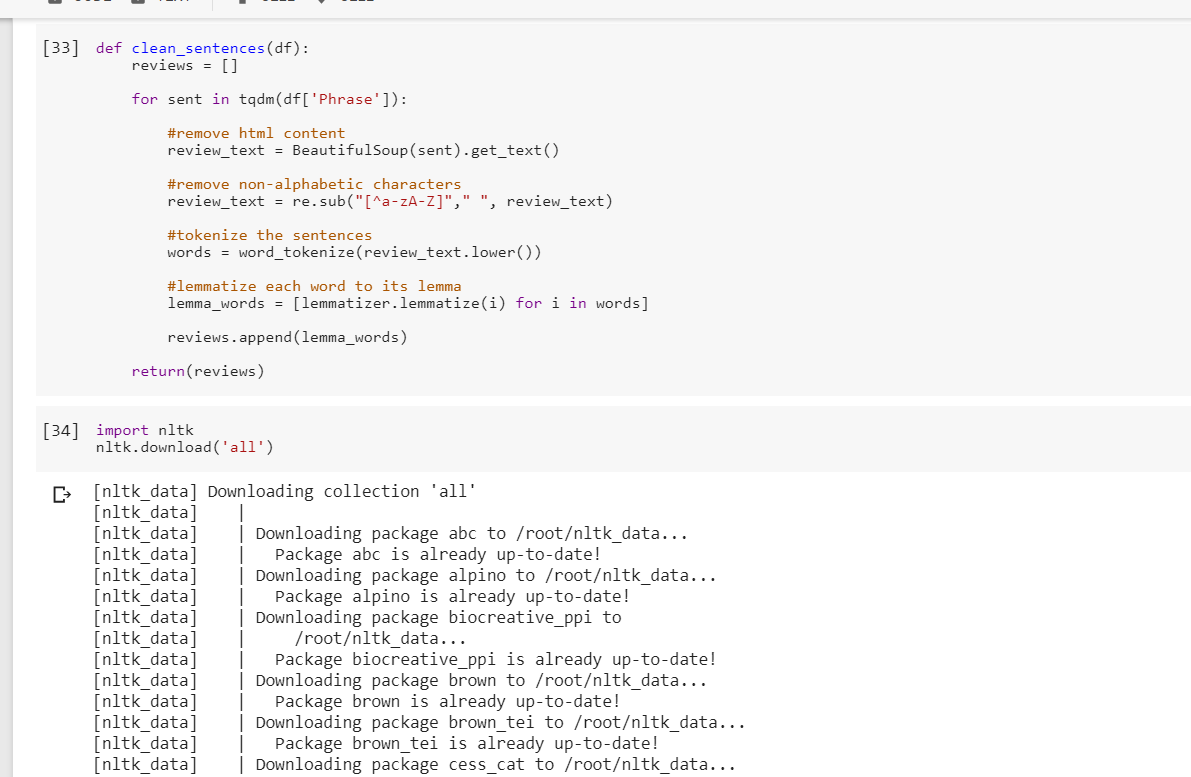 [33] def clean_sentences(df):
reviews = []
for sent in tqdm(df['Phrase']):
#remove html content
review_text = BeautifulSoup(sent).get_text()
#remove non-alphabetic characters
review_text = re.sub("[^a-zA-Z]"," ", review_text)
#tokenize the sentences
words = word_tokenize(review_text.lower())
#lemmatize each word to its lemma
lemma_words = [lemmatizer.lemmatize(i) for i in words]
reviews.append(lemma_words)
return(reviews)
[34] import nltk
nltk.download('all')
[nltk_data] Downloading collection 'all'
[nltk_data]    |
[nltk_data]    | Downloading package abc to /root/nltk_data...
[nltk_data]    |   Package abc is already up-to-date!
[nltk_data]    | Downloading package alpino to /root/nltk_data...
[nltk_data]    |   Package alpino is already up-to-date!
[nltk_data]    | Downloading package biocreative_ppi to
[nltk_data]    |     /root/nltk_data...
[nltk_data]    |   Package biocreative_ppi is already up-to-date!
[nltk_data]    | Downloading package brown to /root/nltk_data...
[nltk_data]    |   Package brown is already up-to-date!
[nltk_data]    | Downloading package brown_tei to /root/nltk_data...
[nltk_data]    |   Package brown_tei is already up-to-date!
[nltk_data]    | Downloading package cess_cat to /root/nltk_data...